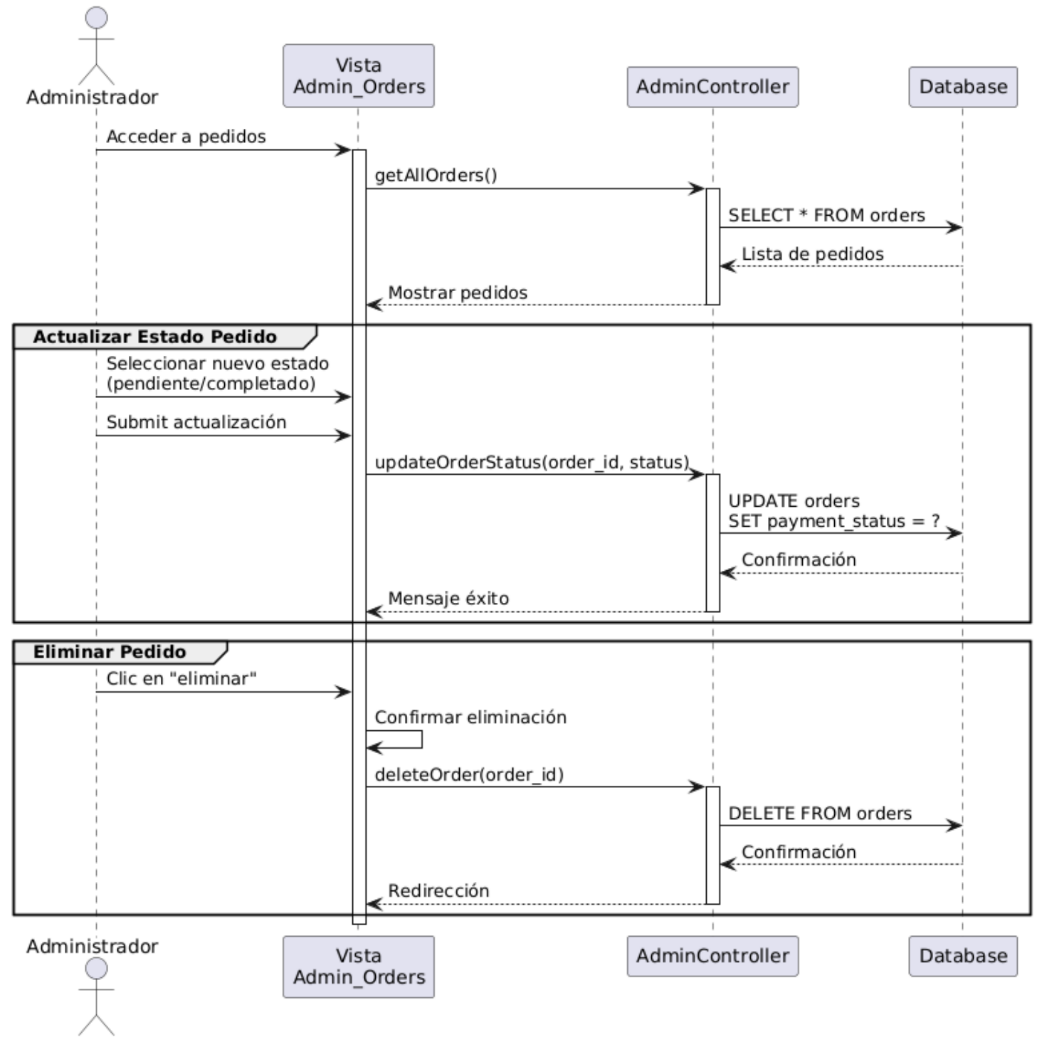 Administrador
Vista
Admin_Orders
AdminController
Database
Acceder a pedidos
getAllOrders()
SELECT * FROM orders
Lista de pedidos
Mostrar pedidos
Actualizar Estado Pedido
Seleccionar nuevo estado
(pendiente/completado)
Submit actualización
updateOrderStatus(order_id, status)
UPDATE orders
SET payment_status = ?
Confirmación
Mensaje éxito
Eliminar Pedido
Clic en "eliminar"
Confirmar eliminación
deleteOrder(order_id)
DELETE FROM orders
Confirmación
Redirección
Administrador
Vista
Admin_Orders
AdminController
Database